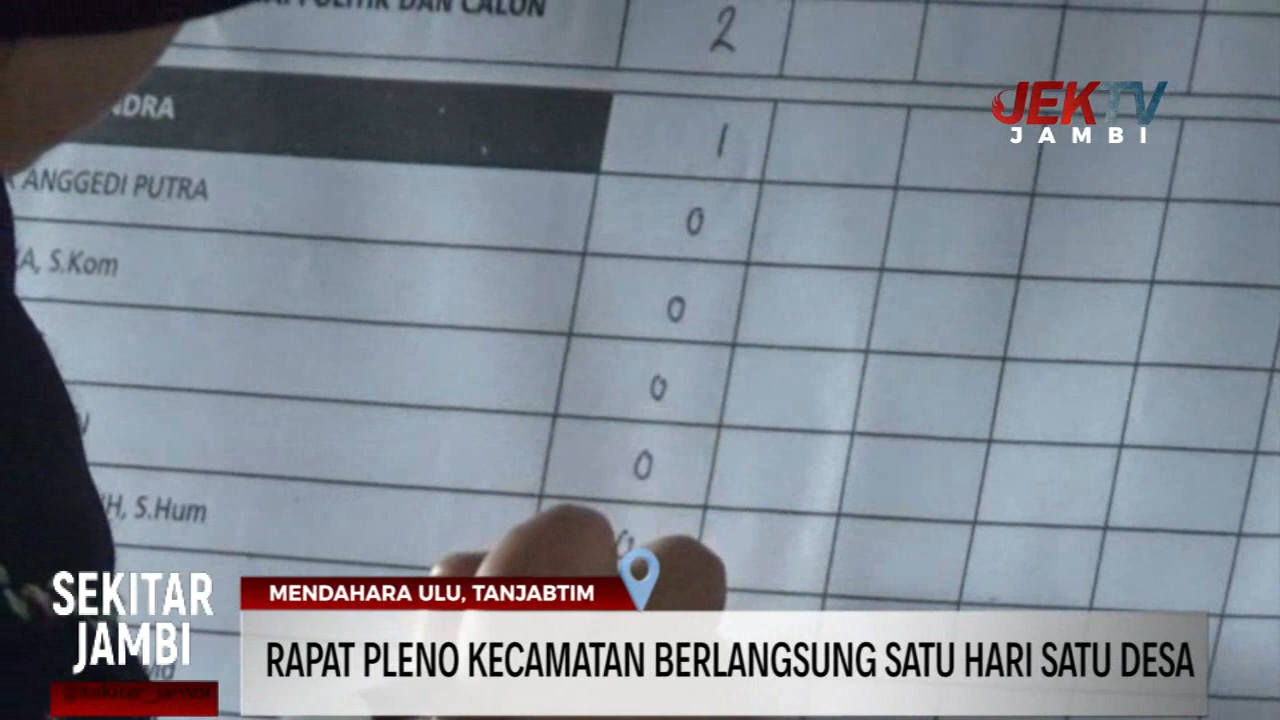 POLITIK DAN CALON
2
1
ANGGEDI PUTRA
0
S.Kom
0
0
0
S.Hum
0
JEKTV
JAMBI
SEKITAR
JAMBI
MENDAHARA ULU, TANJABTIM
RAPAT PLENO KECAMATAN BERLANGSUNG SATU HARI SATU DESA